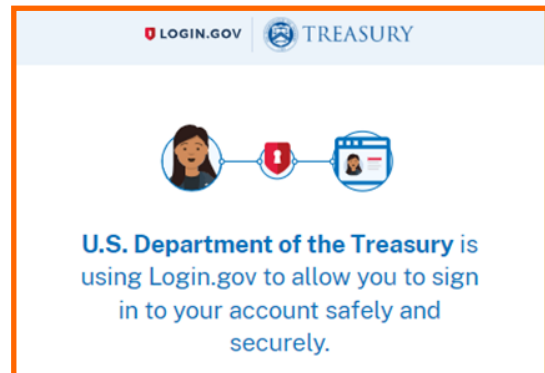 LOGIN.GOV TREASURY
U.S. Department of the Treasury is
using Login.gov to allow you to sign
in to your account safely and
securely.